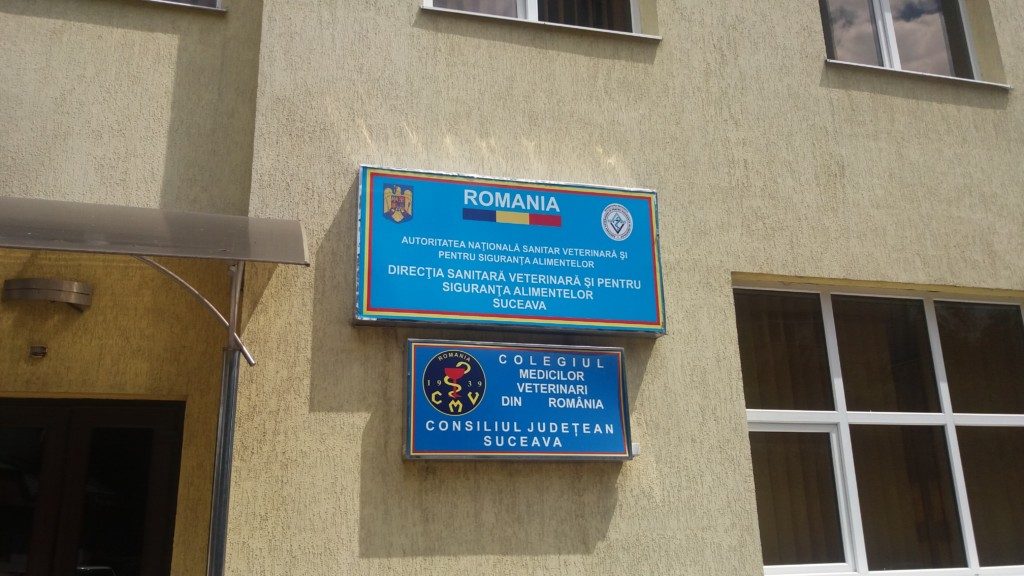 ROMANIA
AUTORITATEA NAȚIONALĂ SANITAR VETERINARĂ ȘI
PENTRU SIGURANȚA ALIMENTELOR
DIRECȚIA SANITARĂ VETERINARĂ ȘI PENTRU
SIGURANȚA ALIMENTELOR
SUCEAVA
ROMANIA
1939
CMV
COLEGIUL
MEDICILOR
VETERINARI
DIN ROMÂNIA
CONSILIUL JUDEȚEAN
SUCEAVA